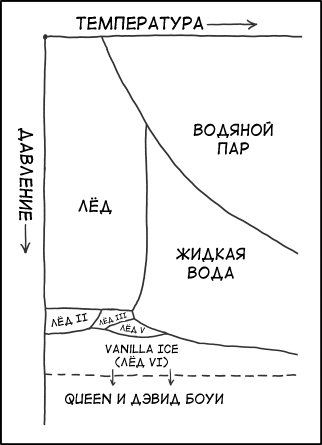 ТЕМПЕРАТУРА
ДАВЛЕНИЕ
ВОДЯНОЙ
ПАР
ЛЁД
ЖИДКАЯ
ВОДА
ЛЁД II
ЛЁД III
ЛЁД V
VANILLA ICE
(ЛЁД VI)
QUEEN И ДЭВИД БОУИ